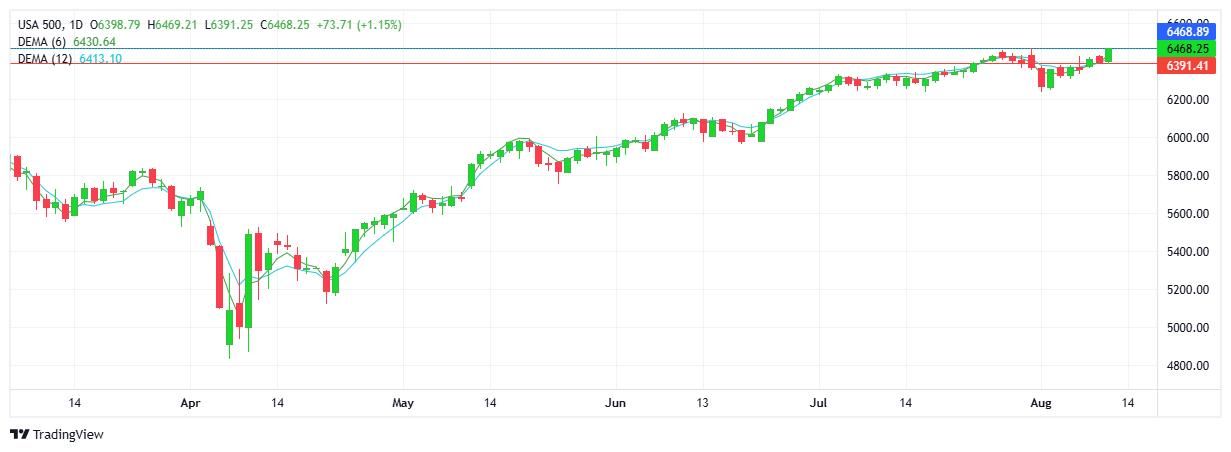 USA 500, 1D O6398.79 H6469.21 L6391.25 C6468.25 +73.71 (+1.15%)
DEMA (6) 6430.64
DEMA (12) 6413.10
6600.00
6468.89
6468.25
6391.41
6200.00
6000.00
5800.00
5600.00
5400.00
5200.00
5000.00
4800.00
14 Apr 14 May 14 Jun 13 Jul 14 Aug 14
TradingView